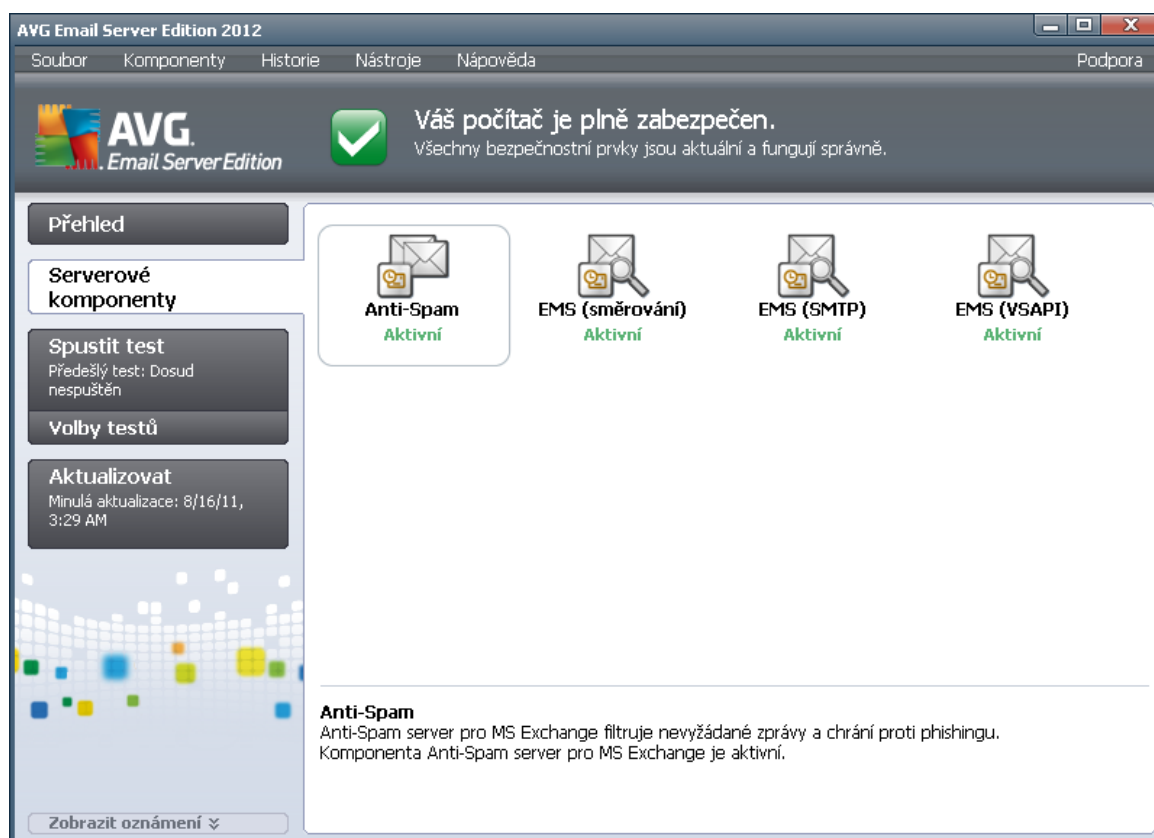 AVG Email Server Edition 2012
Soubor Komponenty Historie Nástroje Nápověda Podpora
AVG.
Email Server Edition
Váš počítač je plně zabezpečen.
Všechny bezpečnostní prvky jsou aktuální a fungují správně.
Přehled
Serverové
komponenty
Spustit test
Předešlý test: Dosud
nespuštěn
Volby testů
Aktualizovat
Minulá aktualizace: 8/16/11,
3:29 AM
Zobrazit oznámení
Anti-Spam EMS (směrování) EMS (SMTP) EMS (VSAPI)
Aktivní Aktivní Aktivní Aktivní
Anti-Spam
Anti-Spam server pro MS Exchange filtruje nevyžádané zprávy a chrání proti phishingu.
Komponenta Anti-Spam server pro MS Exchange je aktivní.